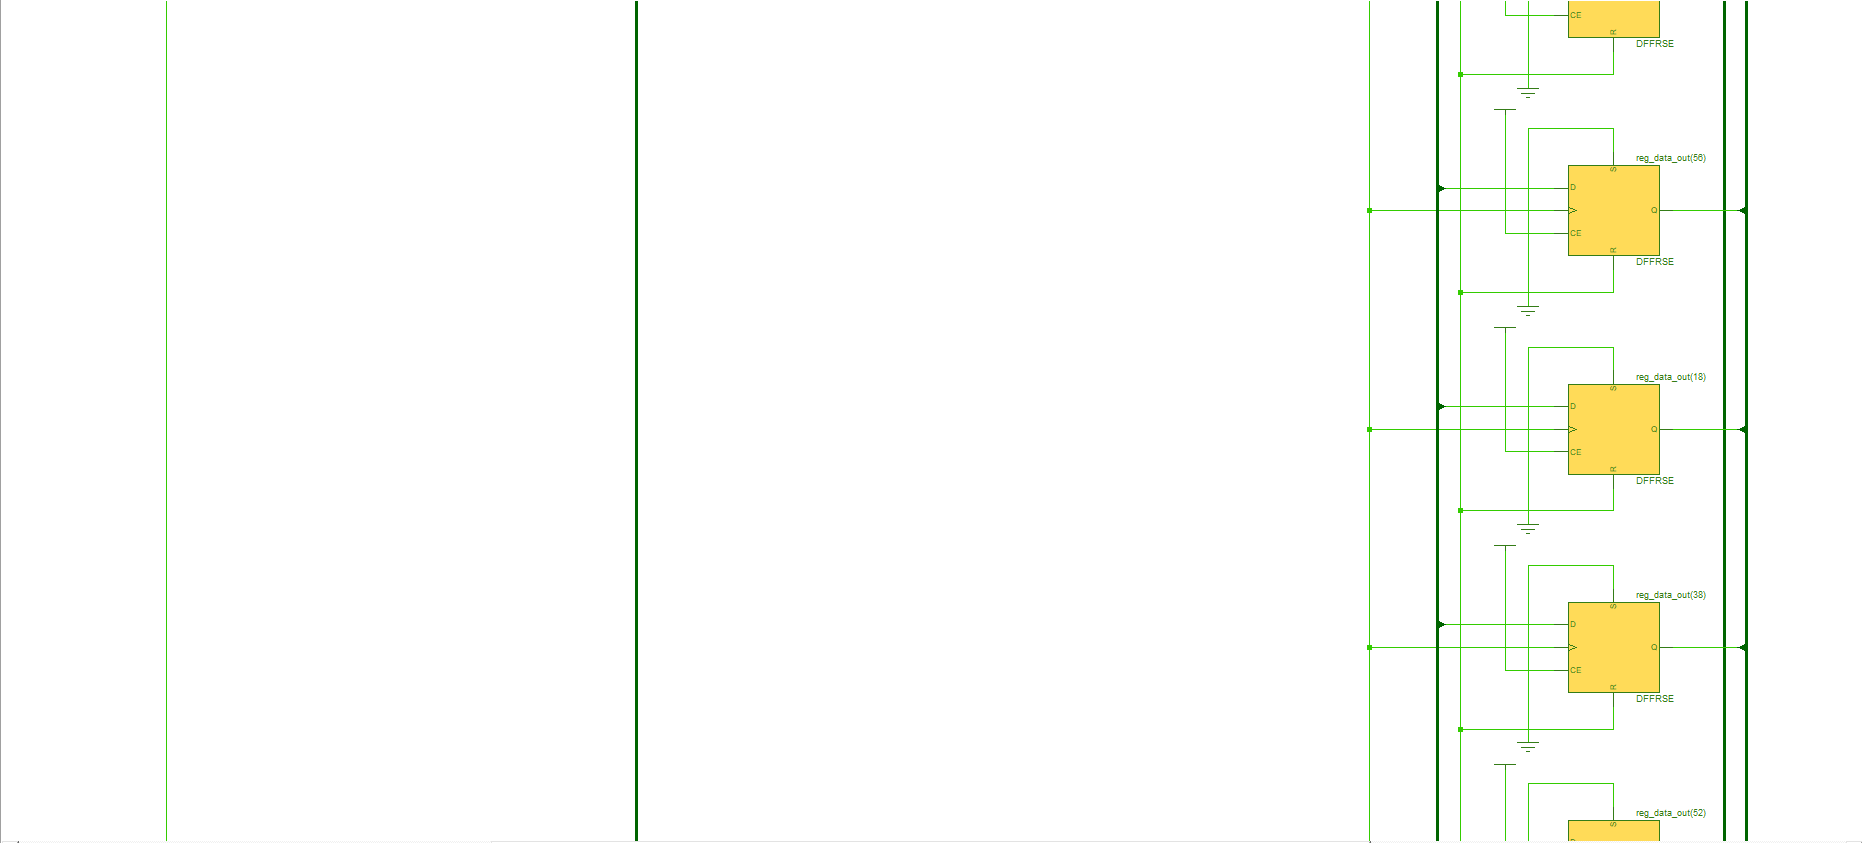 CE
R
DFFRSE
reg_data_out(56)
S
D
Q
CE
R
DFFRSE
reg_data_out(18)
S
D
Q
CE
R
DFFRSE
reg_data_out(38)
S
D
Q
CE
R
DFFRSE
reg_data_out(52)
S